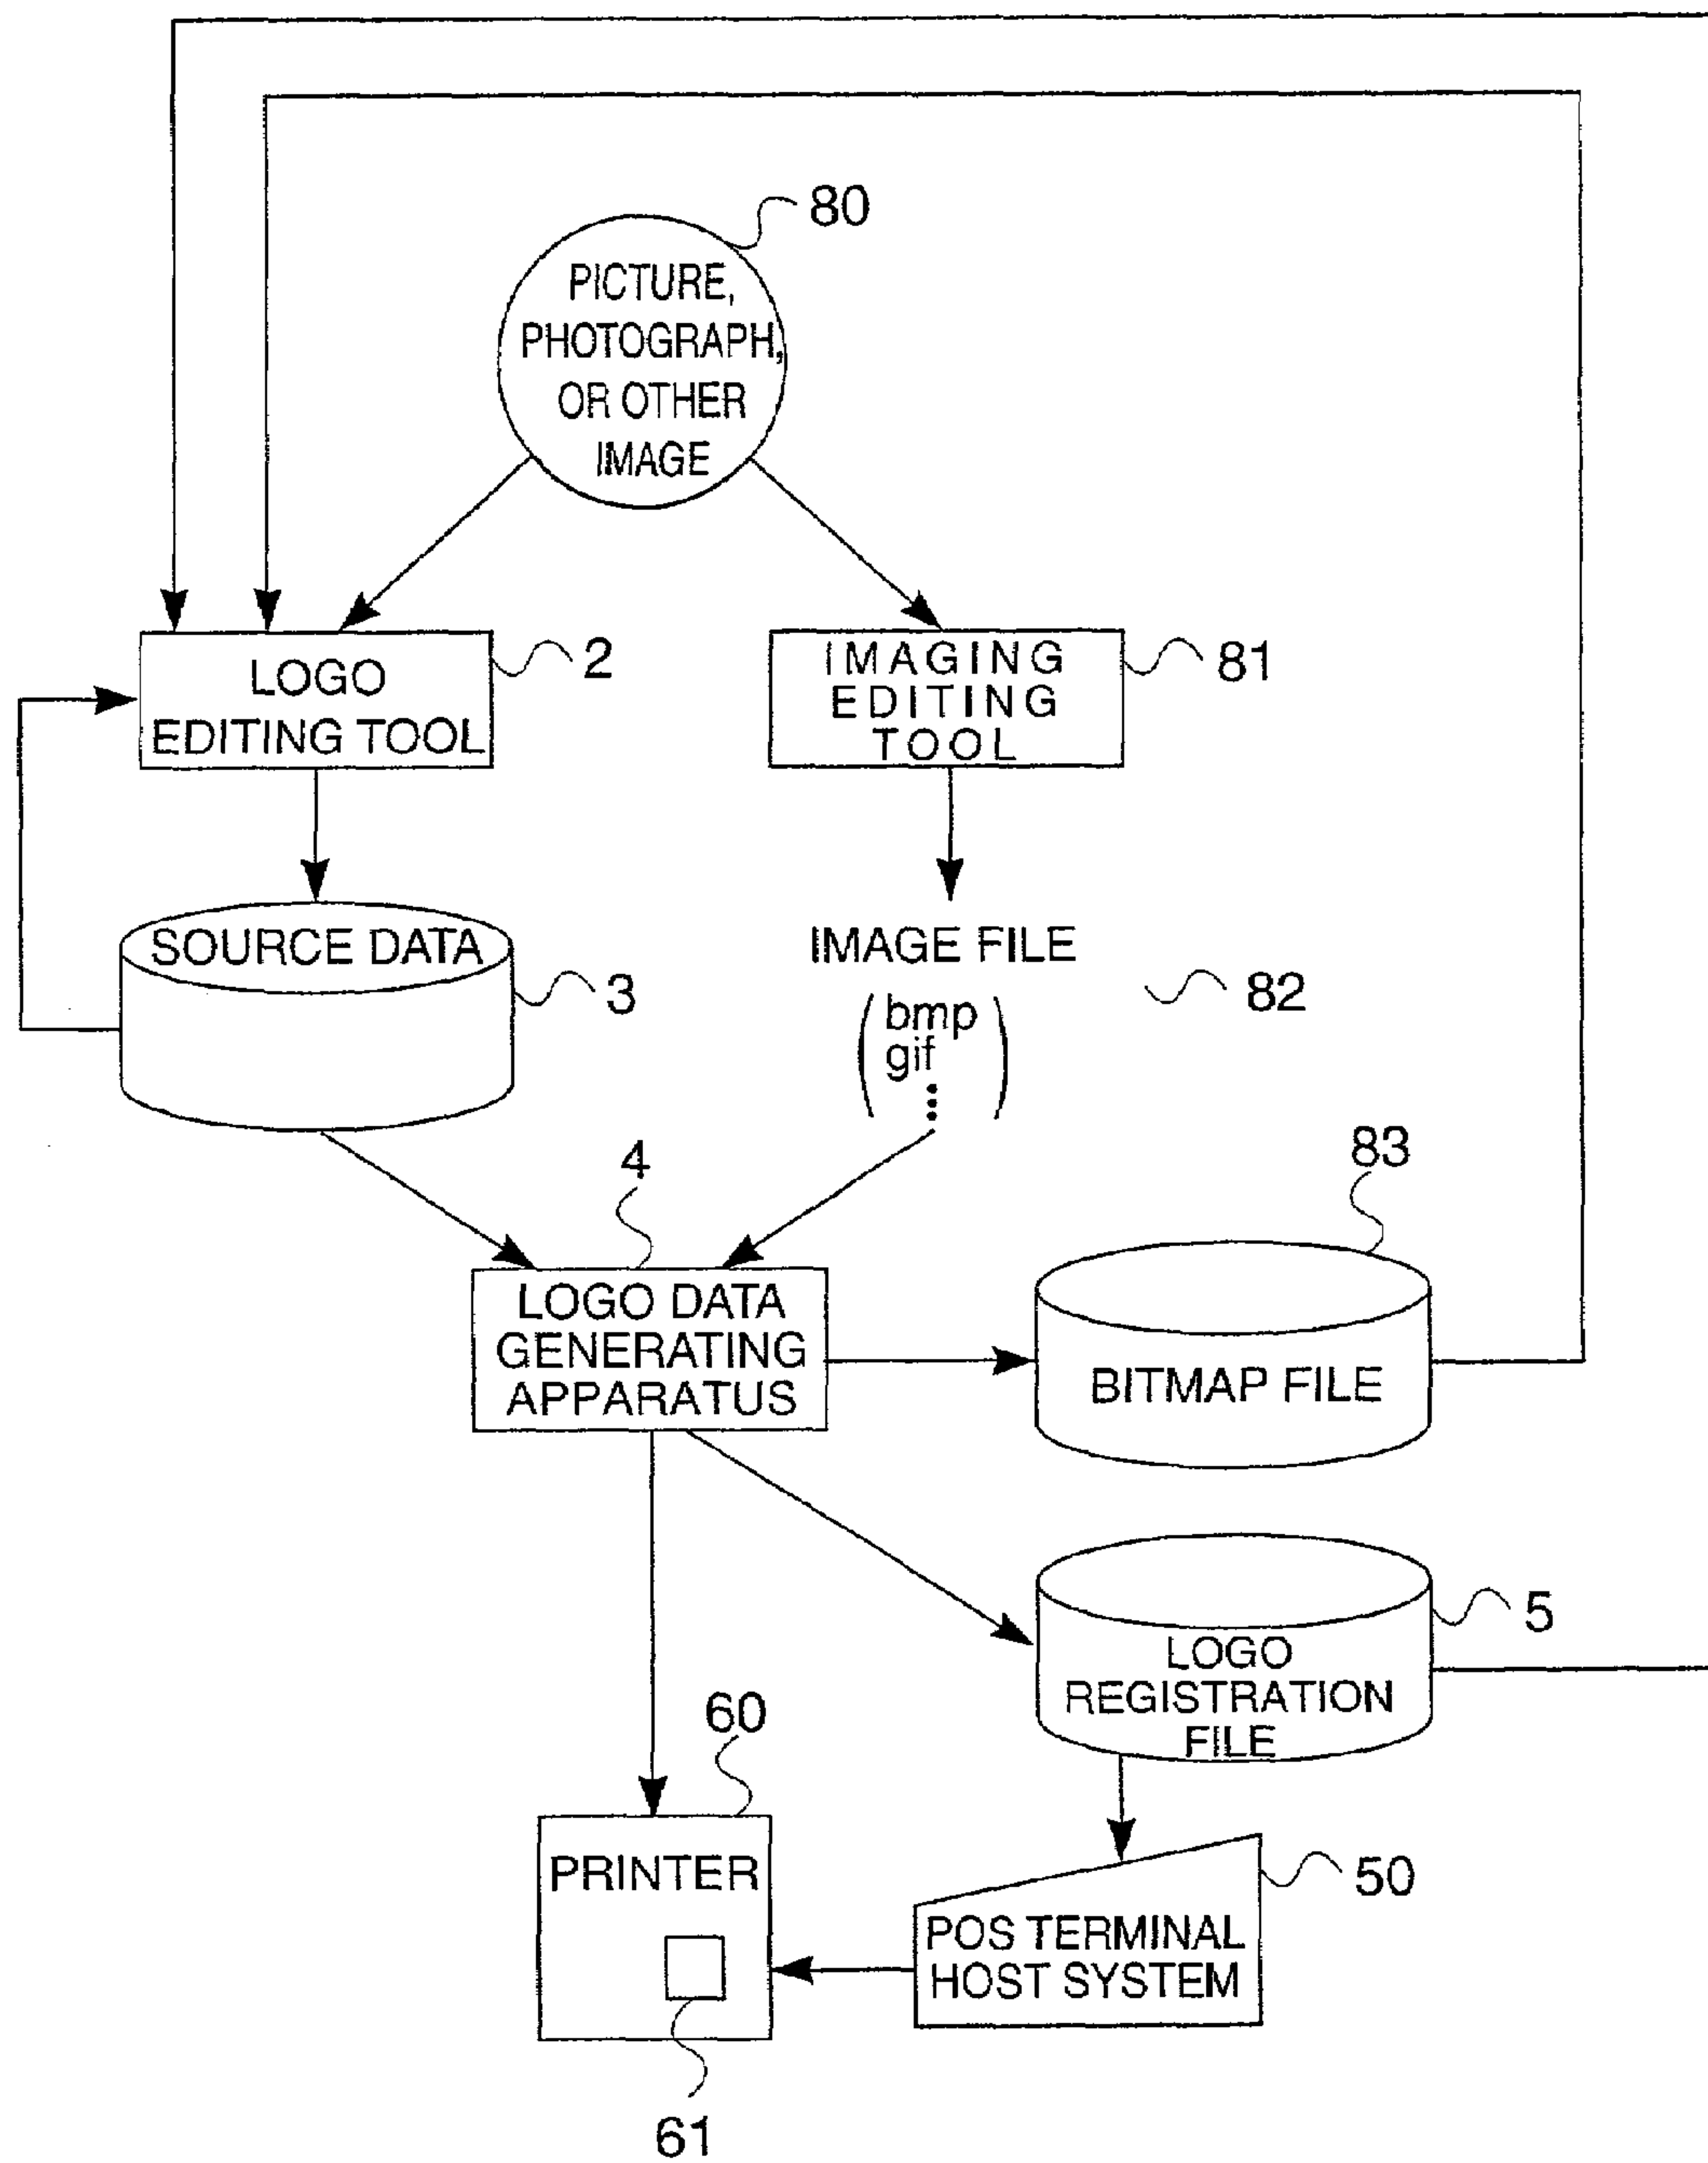 80
PICTURE,
PHOTOGRAPH,
OR OTHER
IMAGE
LOGO
EDITING TOOL
2
IMAGING
EDITING
TOOL
81
SOURCE DATA
3
IMAGE FILE
82
(bmp
gif
....)
4
83
LOGO DATA
GENERATING
APPARATUS
BITMAP FILE
5
LOGO
REGISTRATION
FILE
60
PRINTER
50
POS TERMINAL
HOST SYSTEM
61